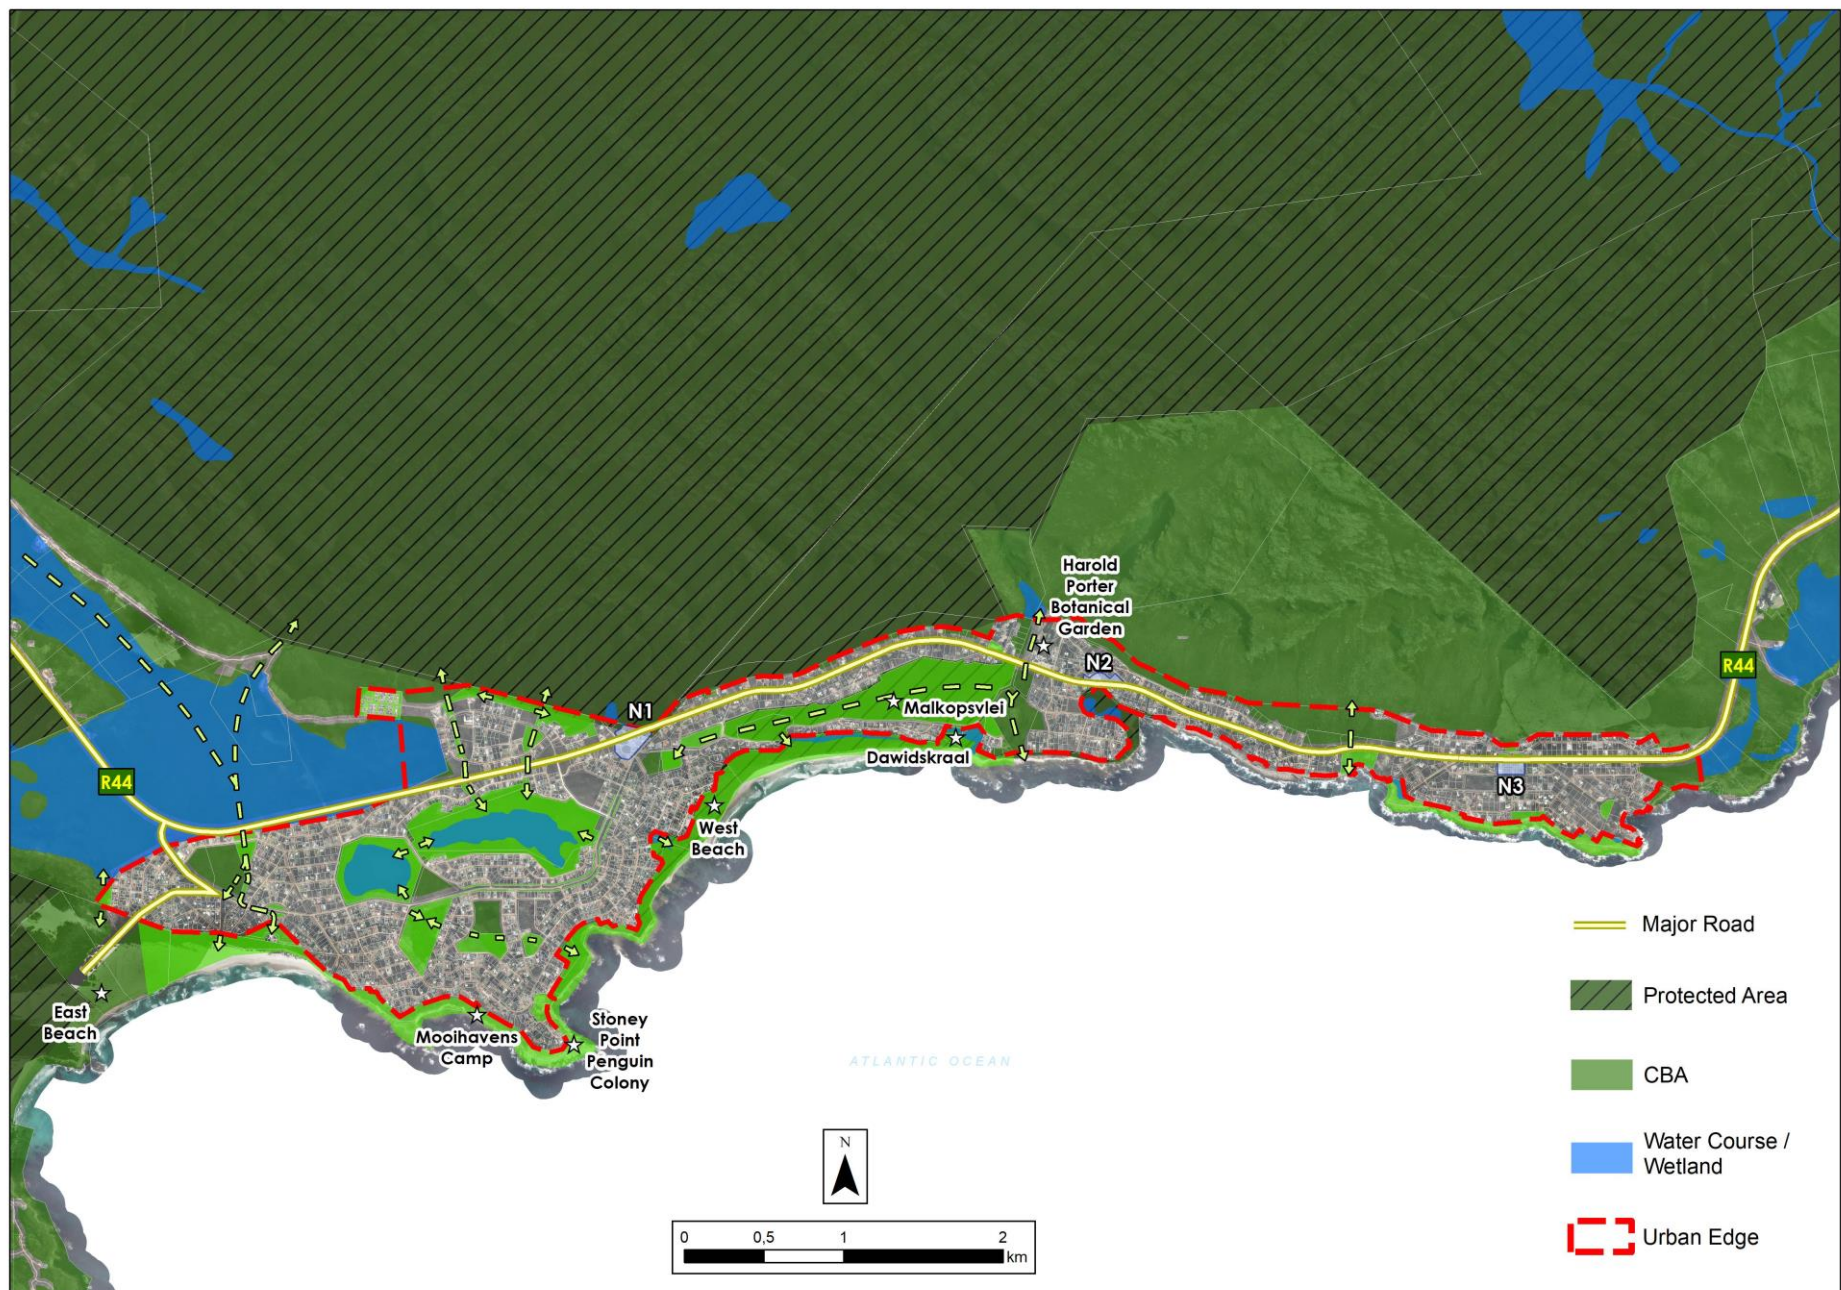 Harold
Porter
Botanical
Garden
N2
R44
N1
Malkopsvlei
Dawidskraal
R44
N3
West
Beach
Major Road
Protected Area
East
Beach
Mooihavens
Camp
Stoney
Point
Penguin
Colony
ATLANTIC OCEAN
CBA
N
Water Course /
Wetland
0 0,5 1 2
km
Urban Edge